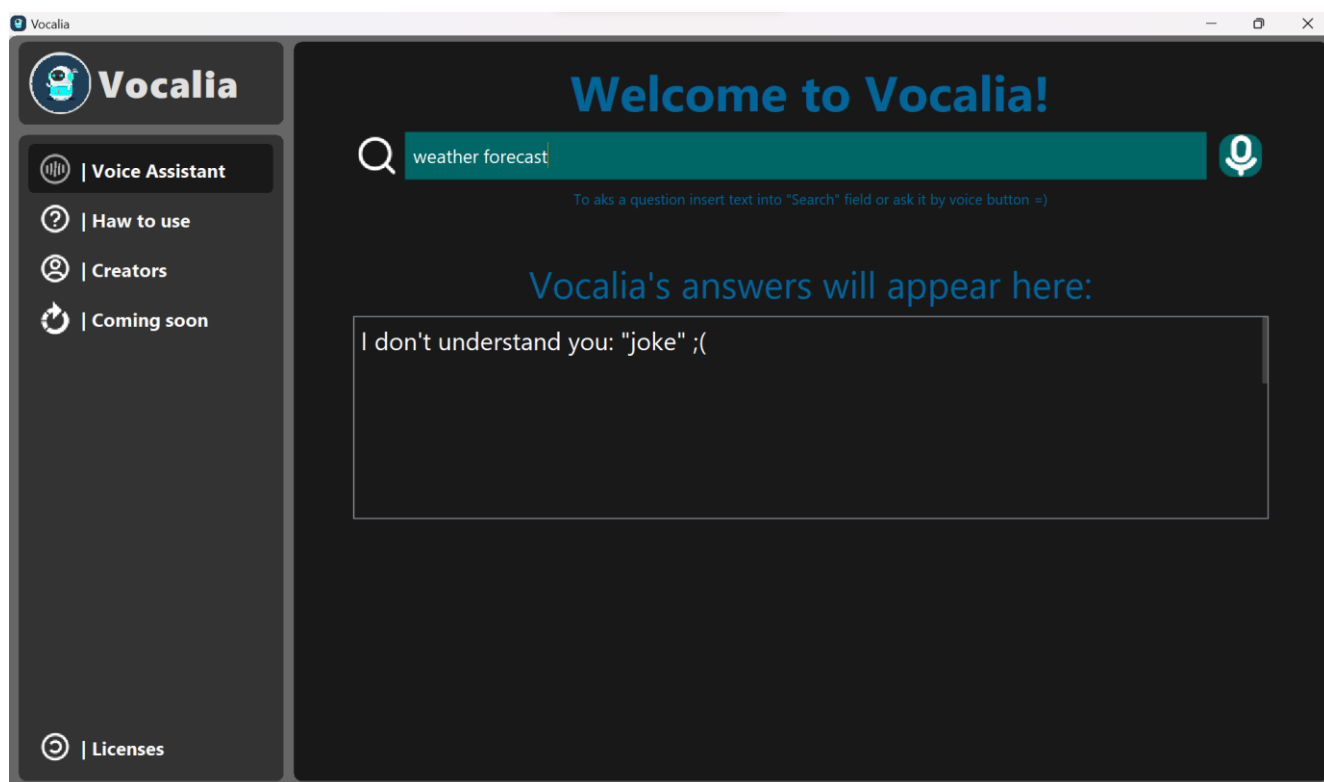 Vocalia
Vocalia
| Voice Assistant
| Haw to use
| Creators
| Coming soon
| Licenses
Welcome to Vocalia!
weather forecast
To aks a question insert text into "Search" field or ask it by voice button =)
Vocalia's answers will appear here:
I don't understand you: "joke" ;(